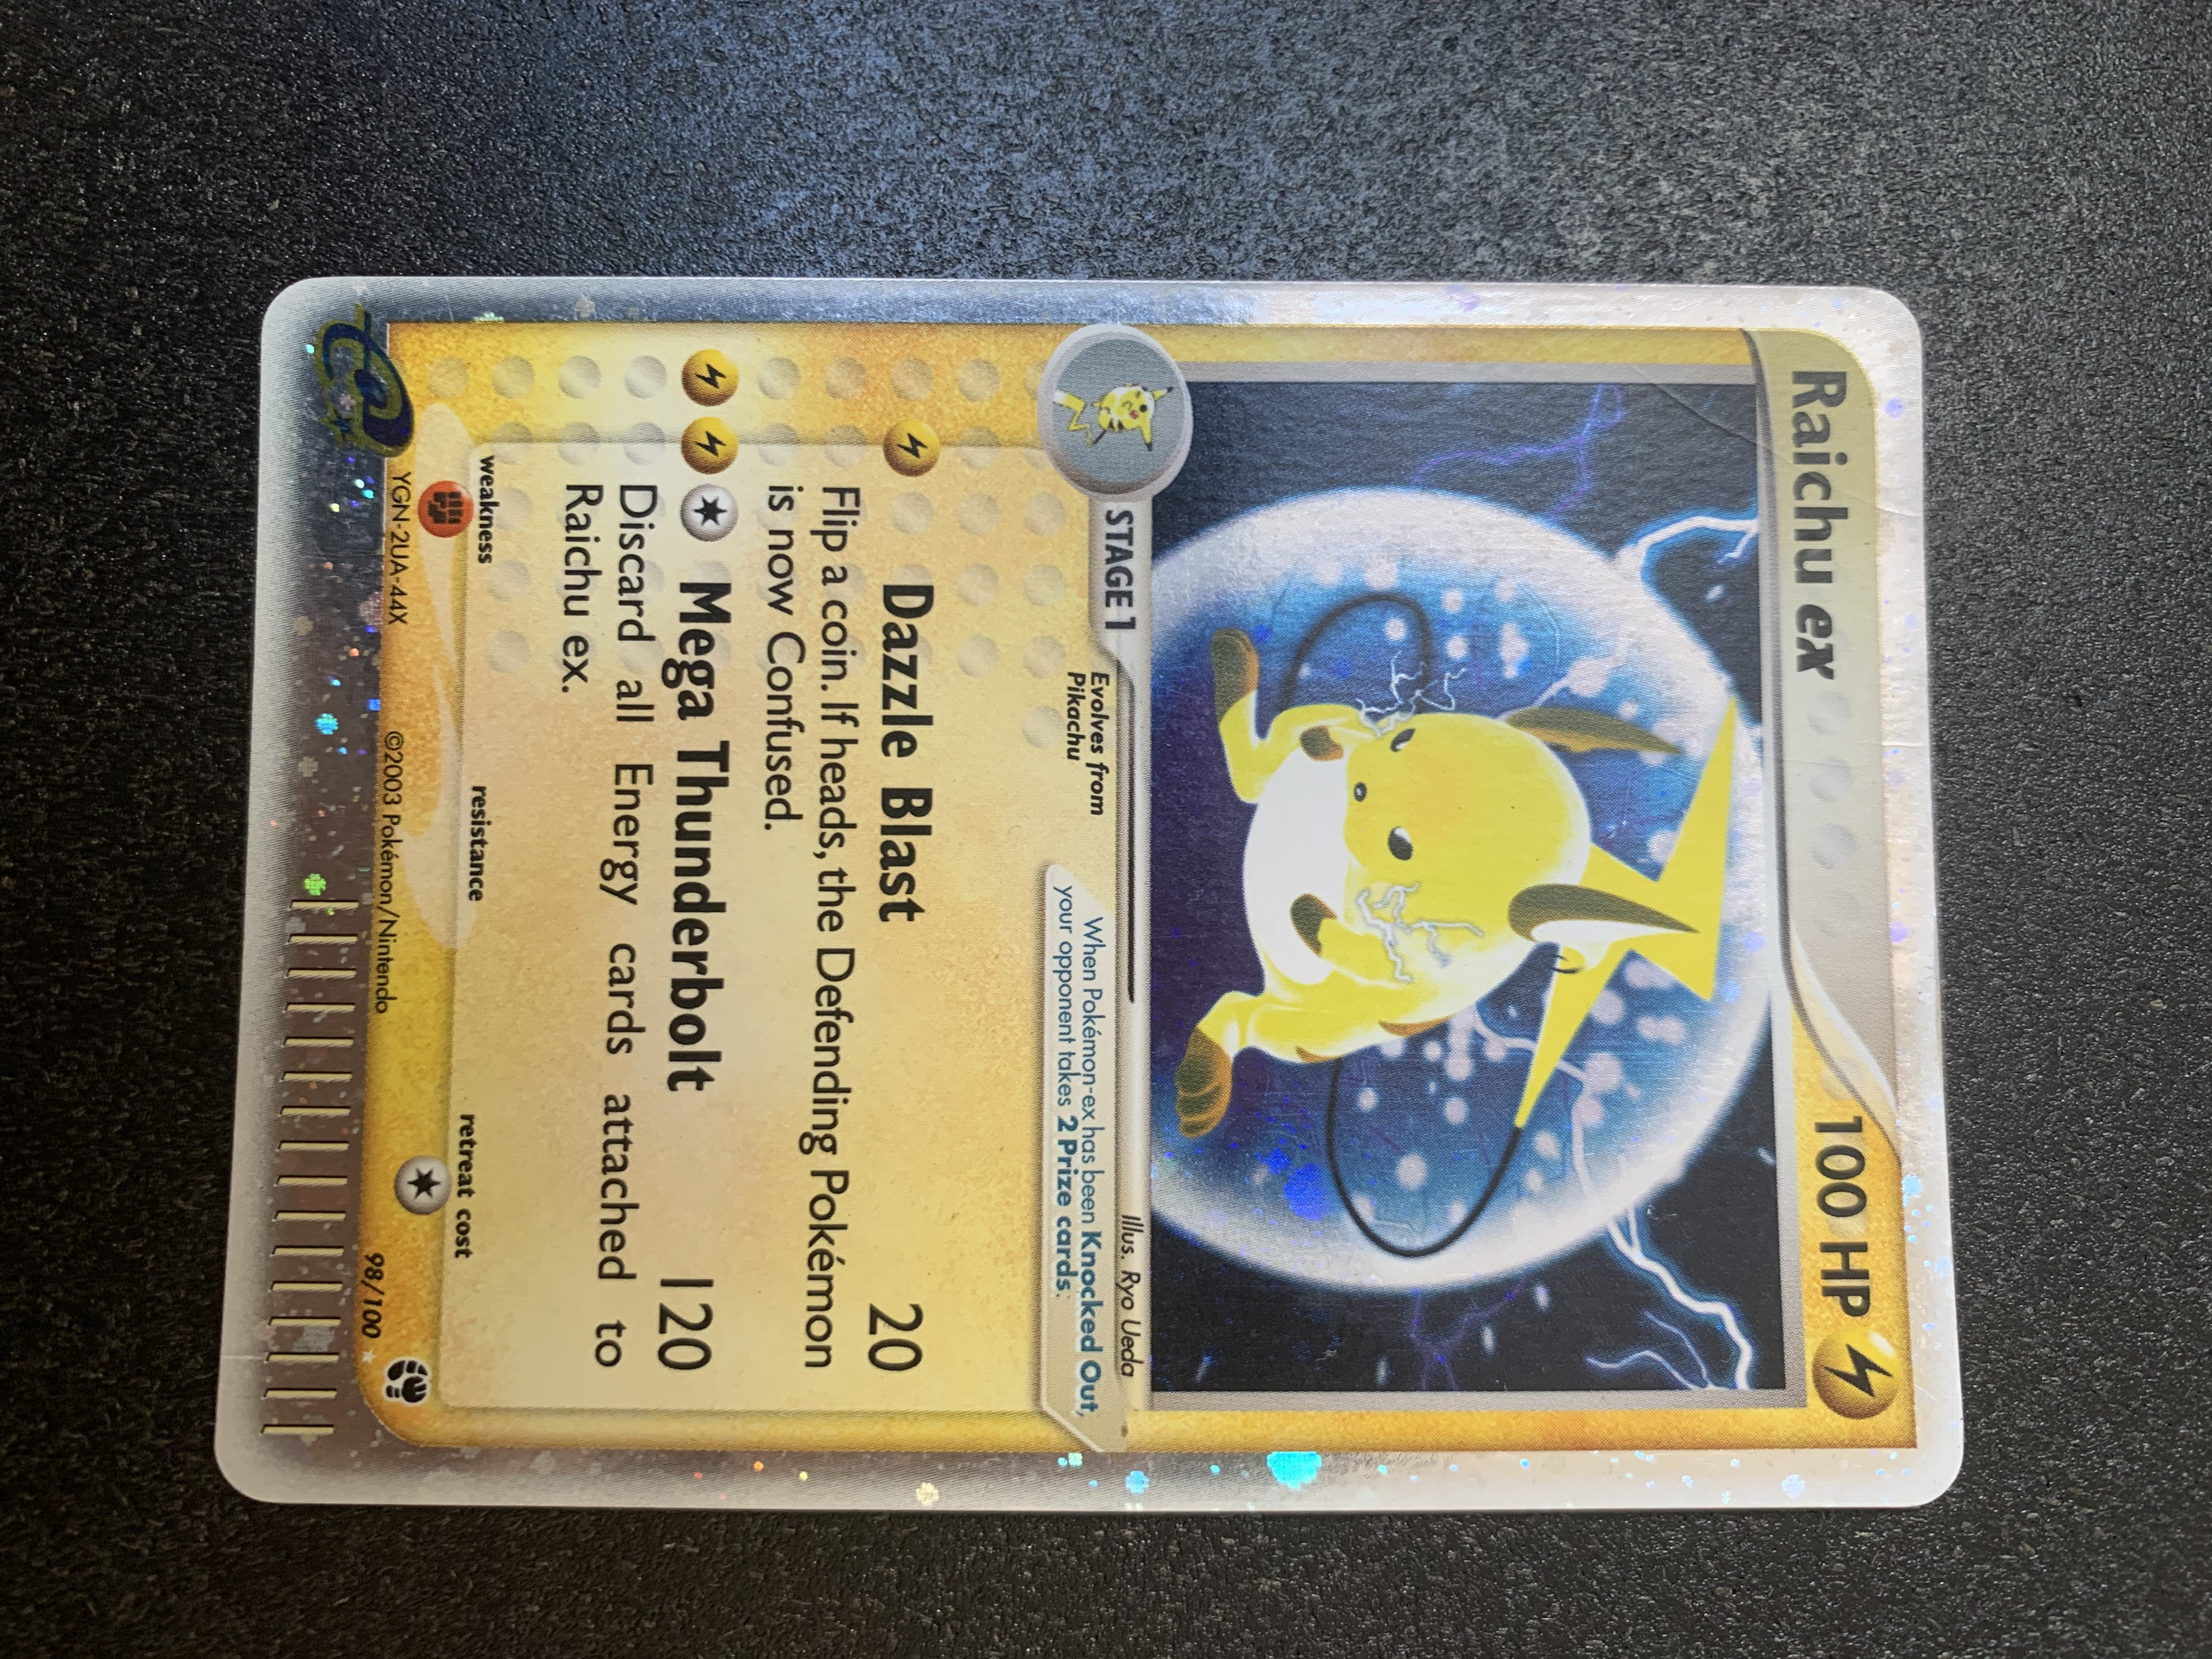 Raichu ex 100 HP
STAGE 1
Evolves from
Pikachu
Illus. Ryo Ueda
When Pokémon-ex has been Knocked Out,
your opponent takes 2 Prize cards.
Dazzle Blast 20
Flip a coin. If heads, the Defending Pokémon
is now Confused.
Mega Thunderbolt 120
Discard all Energy cards attached to
Raichu ex.
weakness resistance retreat cost
YGN-2UA-44X ©2003 Pokémon/Nintendo 98/100 ★
e